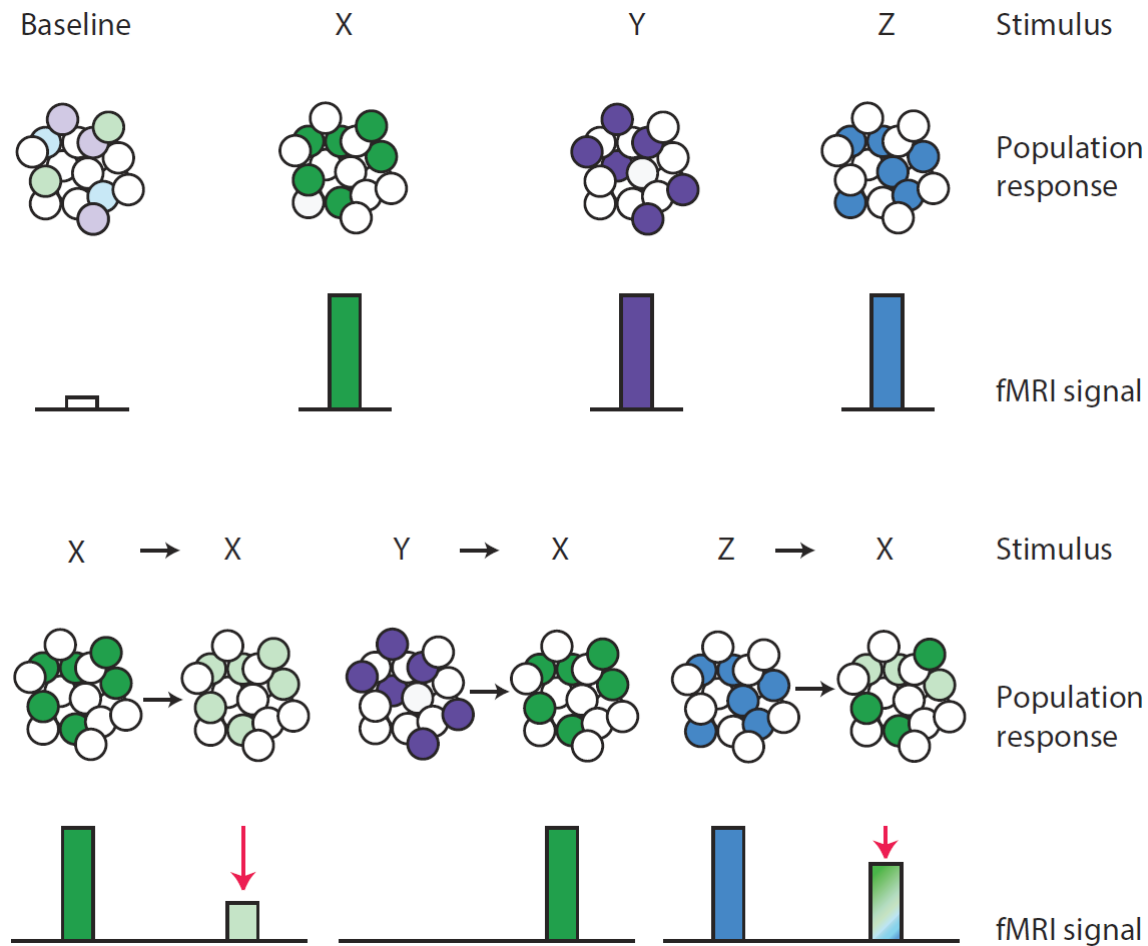 Baseline X Y Z Stimulus
Population
response
fMRI signal
X → X Y → X Z → X Stimulus
Population
response
fMRI signal